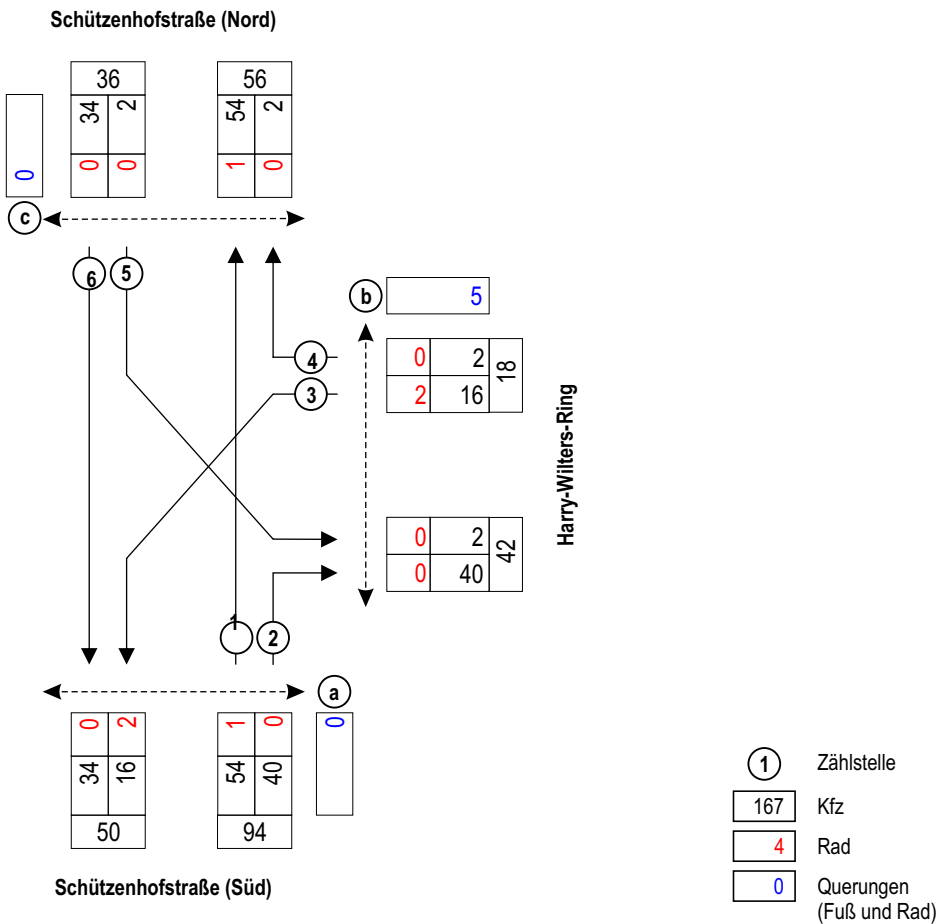 Schützenhofstraße (Nord)
36 56
34 2 54 2
0 0 1 0
0
c
6 5
b 5
4 0 2 18
3 2 16
Harry-Wilters-Ring
0 2 42
0 40
1 2
a
0 2 1 0 0
34 16 54 40
50 94
Schützenhofstraße (Süd)
1 Zählstelle
167 Kfz
4 Rad
0 Querungen
(Fuß und Rad)